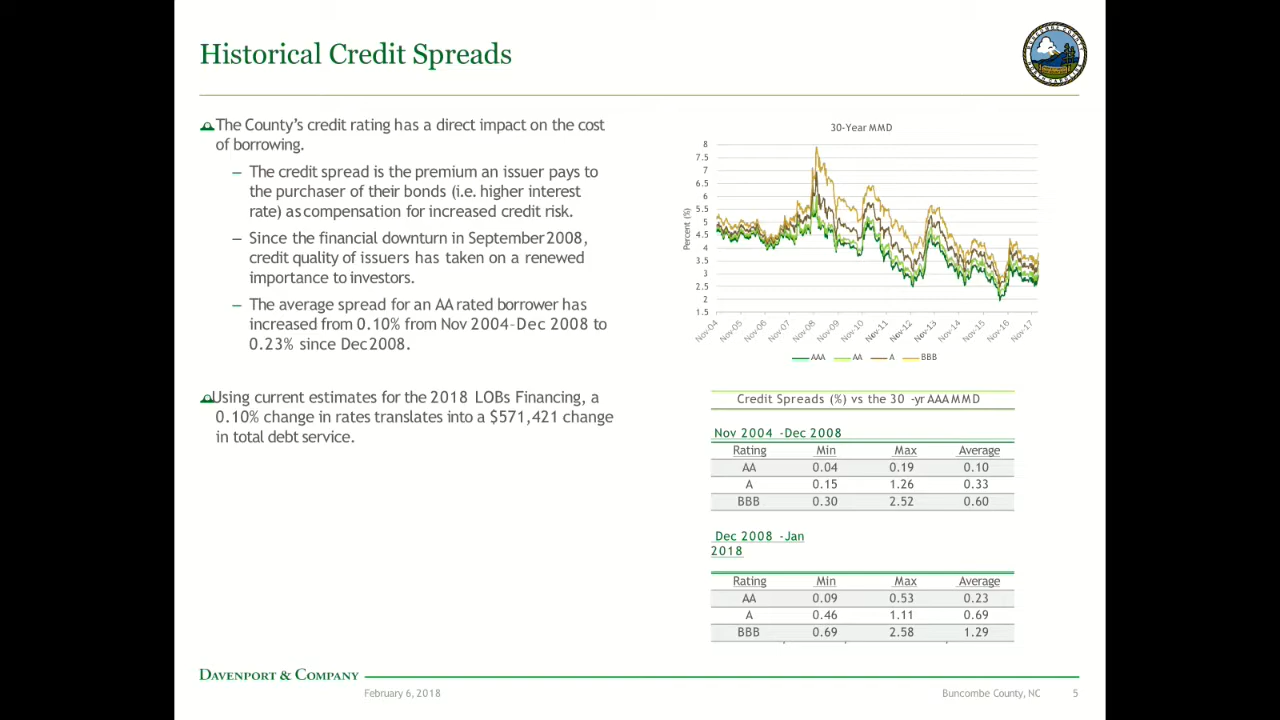 Historical Credit Spreads
The County's credit rating has a direct impact on the cost
of borrowing.
– The credit spread is the premium an issuer pays to
the purchaser of their bonds (i.e. higher interest
rate) as compensation for increased credit risk.
– Since the financial downturn in September 2008,
credit quality of issuers has taken on a renewed
importance to investors.
– The average spread for an AA rated borrower has
increased from 0.10% from Nov 2004-Dec 2008 to
0.23% since Dec 2008.
Using current estimates for the 2018 LOBs Financing, a
0.10% change in rates translates into a $571,421 change
in total debt service.
30-Year MMD
Percent (%)
8
7.5
7
6.5
6
5.5
5
4.5
4
3.5
3
2.5
2
1.5
Nov-04 Nov-05 Nov-06 Nov-07 Nov-08 Nov-09 Nov-10 Nov-11 Nov-12 Nov-13 Nov-14 Nov-15 Nov-16 Nov-17
AAA AA A BBB
Credit Spreads (%) vs the 30 -yr AAA MMD
Nov 2004 -Dec 2008
Rating Min Max Average
AA 0.04 0.19 0.10
A 0.15 1.26 0.33
BBB 0.30 2.52 0.60
Dec 2008 -Jan
2018
Rating Min Max Average
AA 0.09 0.53 0.23
A 0.46 1.11 0.69
BBB 0.69 2.58 1.29
DAVENPORT & COMPANY
February 6, 2018
Buncombe County, NC 5